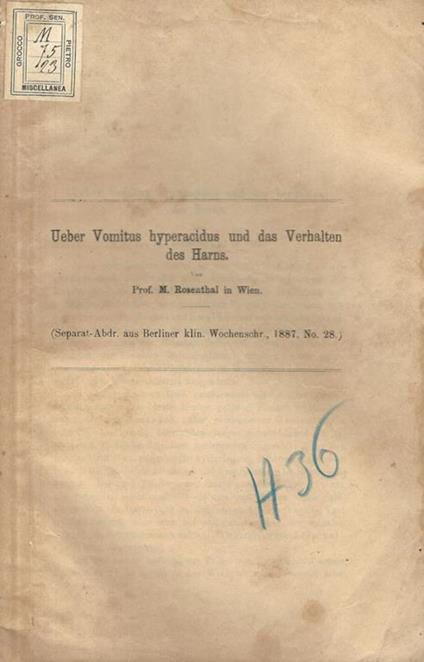 PROF. SEN.
GROCCO
PIETRO
M
75
93
MISCELLANEA
Ueber Vomitus hyperacidus und das Verhalten
des Harns.
Von
Prof. M. Rosenthal in Wien.
(Separat-Abdr. aus Berliner klin. Wochenschr., 1887, No. 28.)
H36